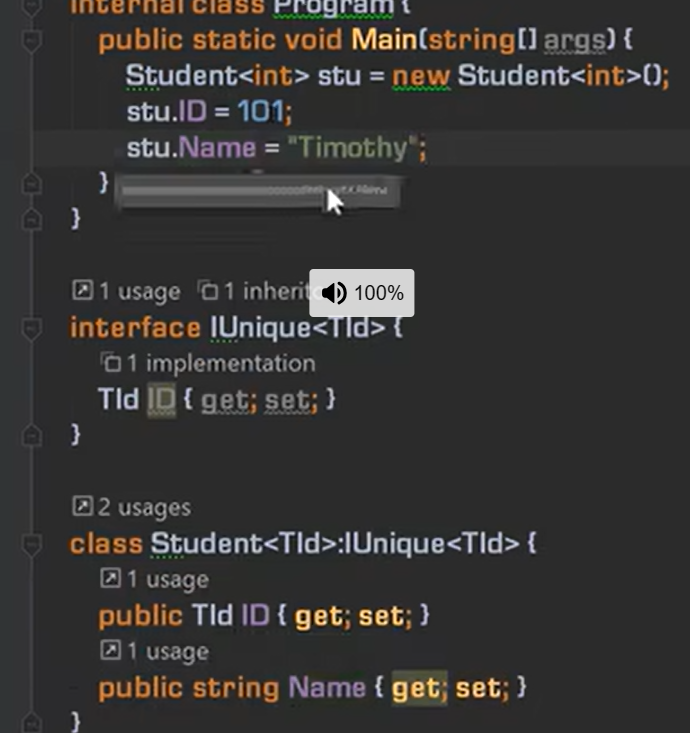 internal class Program {
public static void Main(string[] args) {
Student<int> stu = new Student<int>();
stu.ID = 101;
stu.Name = "Timothy";
}
}
1 usage 1 inherit
100%
interface IUnique<TId> {
1 implementation
TId ID { get; set; }
}
2 usages
class Student<TId>:IUnique<TId> {
1 usage
public TId ID { get; set; }
1 usage
public string Name { get; set; }
}